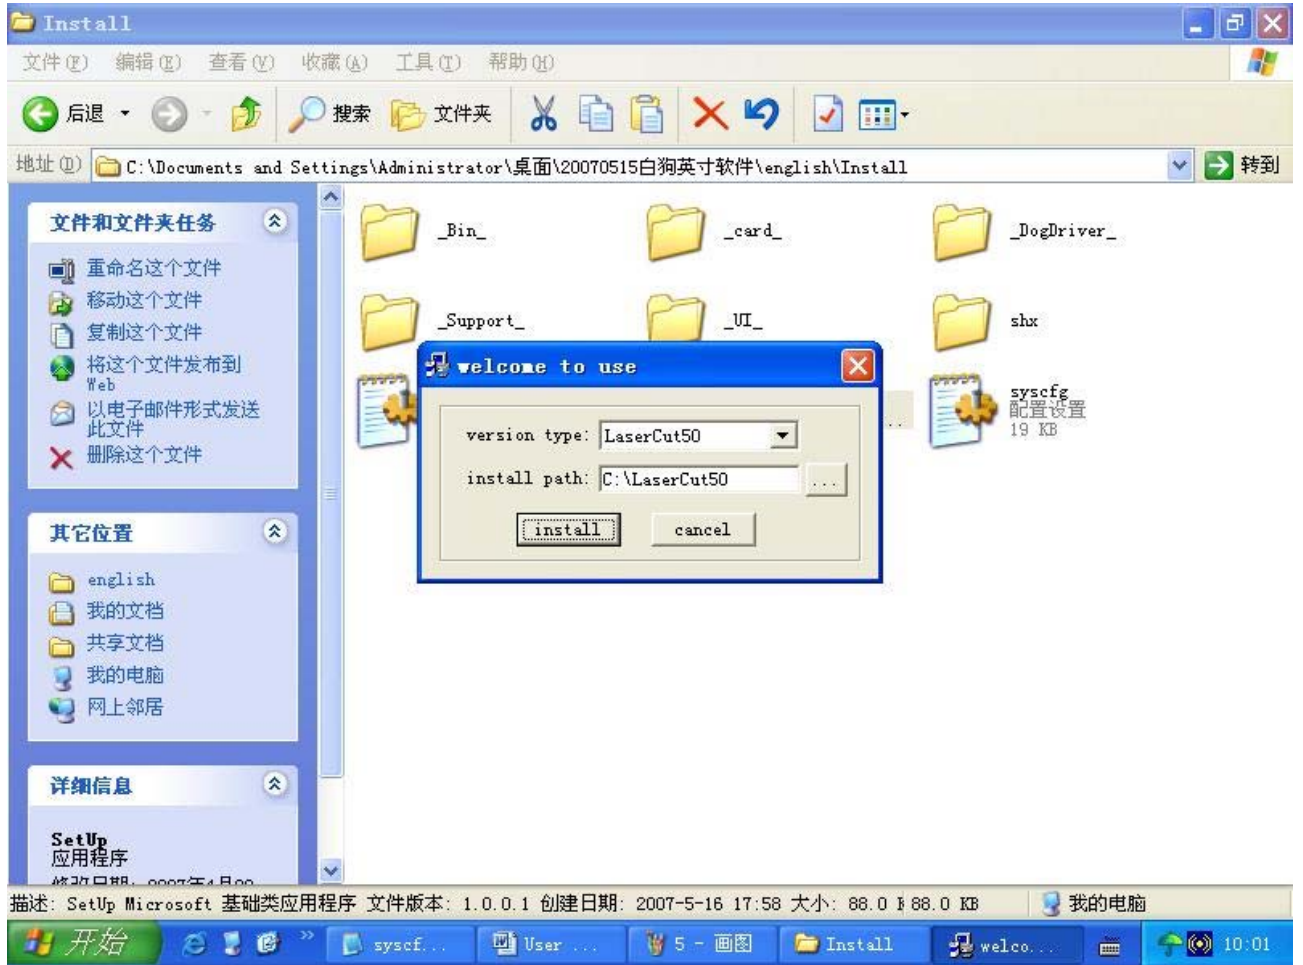 Install
文件(F) 编辑(E) 查看(V) 收藏(A) 工具(T) 帮助(H)
后退 搜索 文件夹
地址(D) C:\Documents and Settings\Administrator\桌面\20070515白狗英寸软件\english\Install 转到
文件和文件夹任务
重命名这个文件
移动这个文件
复制这个文件
将这个文件发布到
Web
以电子邮件形式发送
此文件
删除这个文件
其它位置
english
我的文档
共享文档
我的电脑
网上邻居
详细信息
SetUp
应用程序
_Bin_
_card_
_DogDriver_
_Support_
_UI_
shx
syscfg
配置设置
19 KB
welcome to use
version type: LaserCut50
install path: C:\LaserCut50 ...
install cancel
描述: SetUp Microsoft 基础类应用程序 文件版本: 1.0.0.1 创建日期: 2007-5-16 17:58 大小: 88.0 K 88.0 KB 我的电脑
开始 » syscf... User ... 5 - 画图 Install welco... 10:01